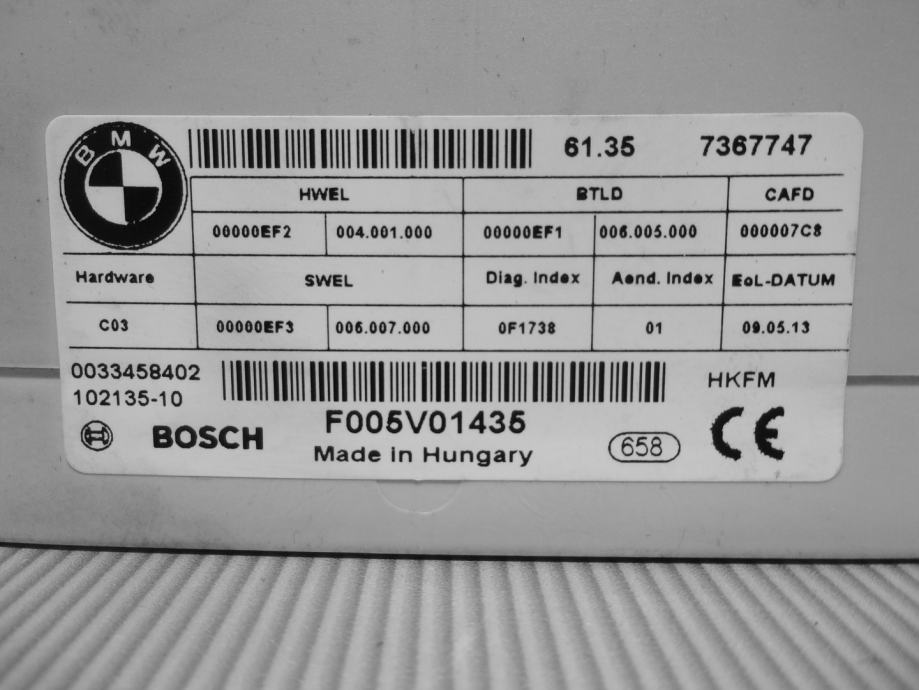 BMW
61.35 7367747
HWEL BTLD CAFD
00000EF2 004.001.000 00000EF1 006.005.000 000007C8
Hardware SWEL Diag. Index Aend. Index EoL-DATUM
C03 00000EF3 006.007.000 0F1738 01 09.05.13
0033458402
102135-10
HKFM
BOSCH F005V01435
Made in Hungary 658 CE